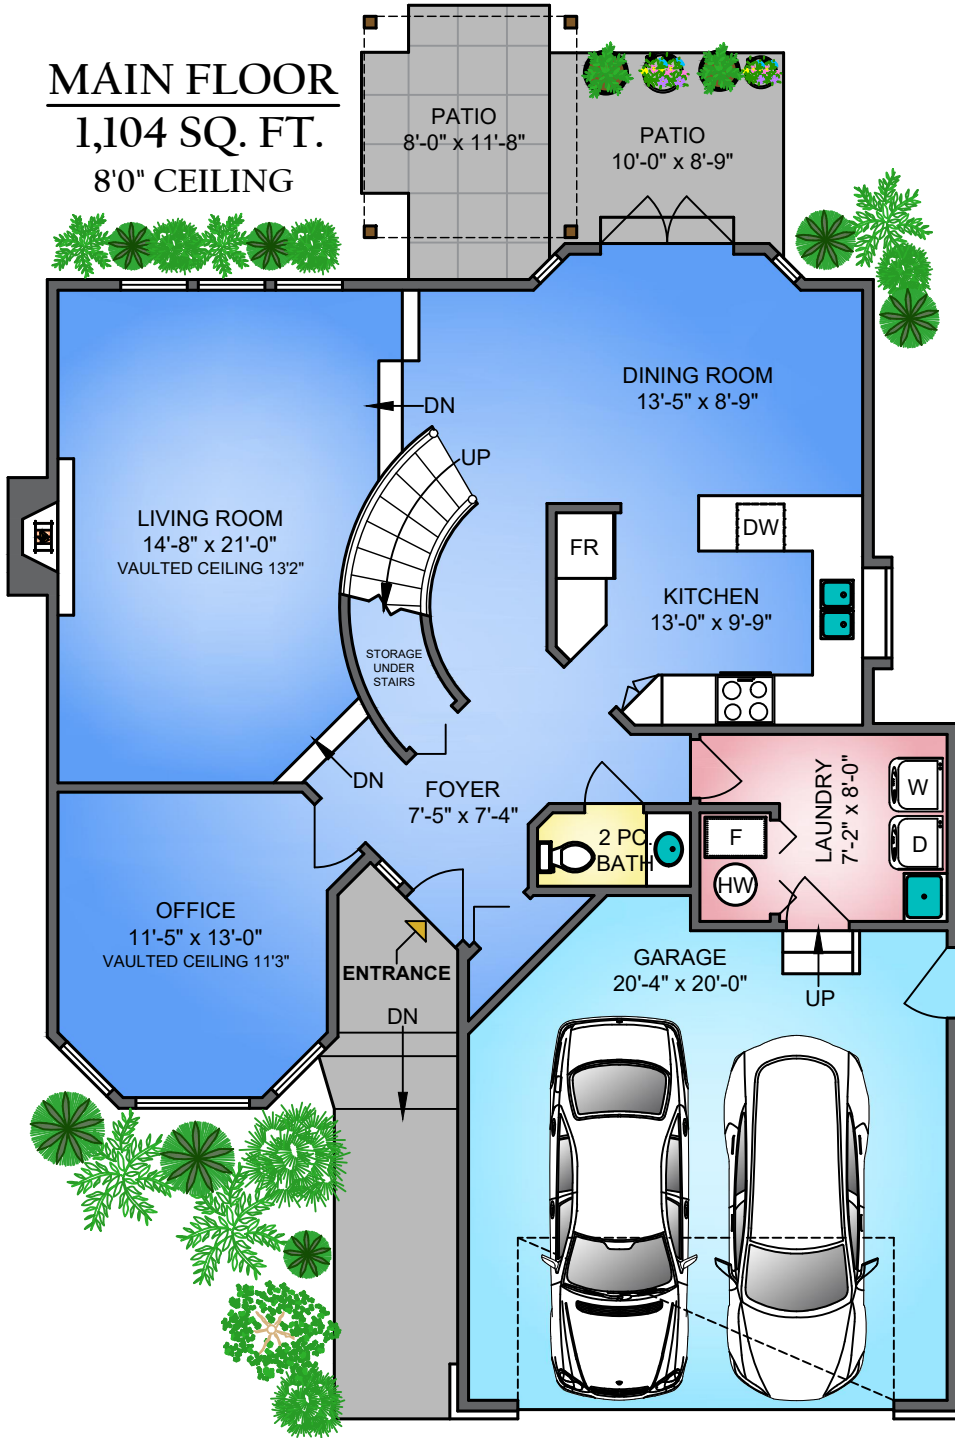 MAIN FLOOR
1,104 SQ. FT.
8'0" CEILING
PATIO
8'-0" x 11'-8"
PATIO
10'-0" x 8'-9"
DINING ROOM
13'-5" x 8'-9"
DN
UP
LIVING ROOM
14'-8" x 21'-0"
VAULTED CEILING 13'2"
FR
DW
KITCHEN
13'-0" x 9'-9"
STORAGE
UNDER
STAIRS
DN
FOYER
7'-5" x 7'-4"
LAUNDRY
7'-2" x 8'-0"
W
D
F
HW
2 PC.
BATH
OFFICE
11'-5" x 13'-0"
VAULTED CEILING 11'3"
ENTRANCE
DN
GARAGE
20'-4" x 20'-0"
UP